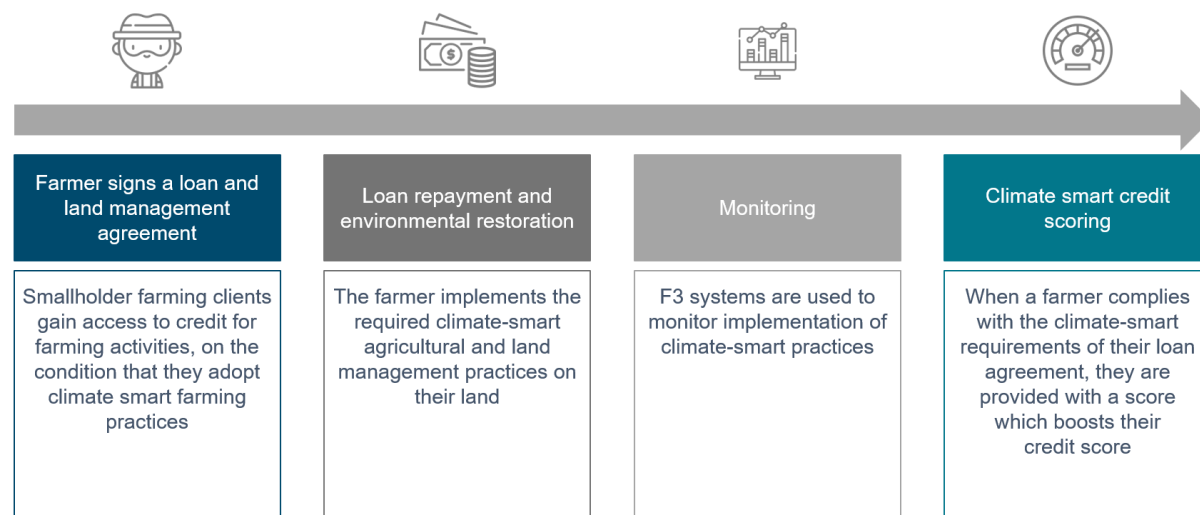 Farmer signs a loan and
land management
agreement
Smallholder farming clients
gain access to credit for
farming activities, on the
condition that they adopt
climate smart farming
practices
Loan repayment and
environmental restoration
The farmer implements the
required climate-smart
agricultural and land
management practices on
their land
Monitoring
F3 systems are used to
monitor implementation of
climate-smart practices
Climate smart credit
scoring
When a farmer complies
with the climate-smart
requirements of their loan
agreement, they are
provided with a score
which boosts their
credit score